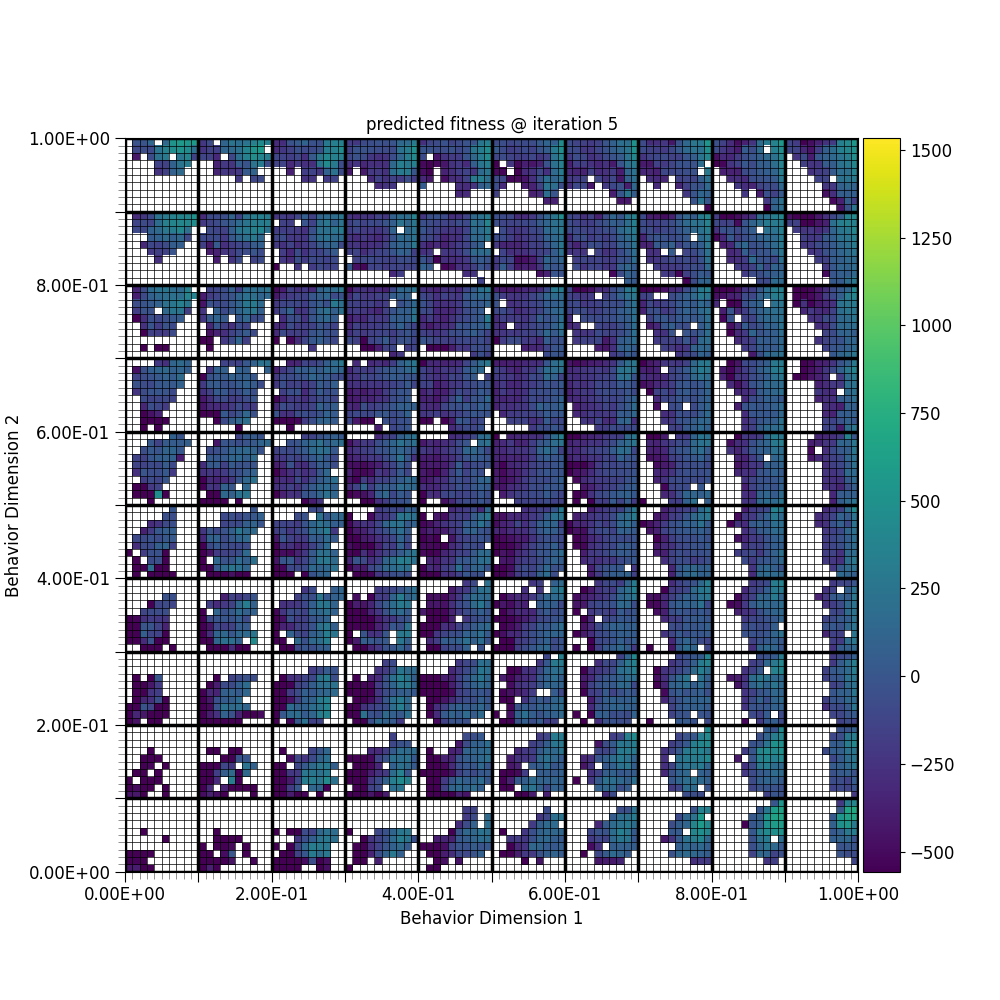 predicted fitness @ iteration 5
1.00E+00
8.00E-01
6.00E-01
4.00E-01
2.00E-01
0.00E+00
Behavior Dimension 2
0.00E+00 2.00E-01 4.00E-01 6.00E-01 8.00E-01 1.00E+00
Behavior Dimension 1
1500
1250
1000
750
500
250
0
−250
−500